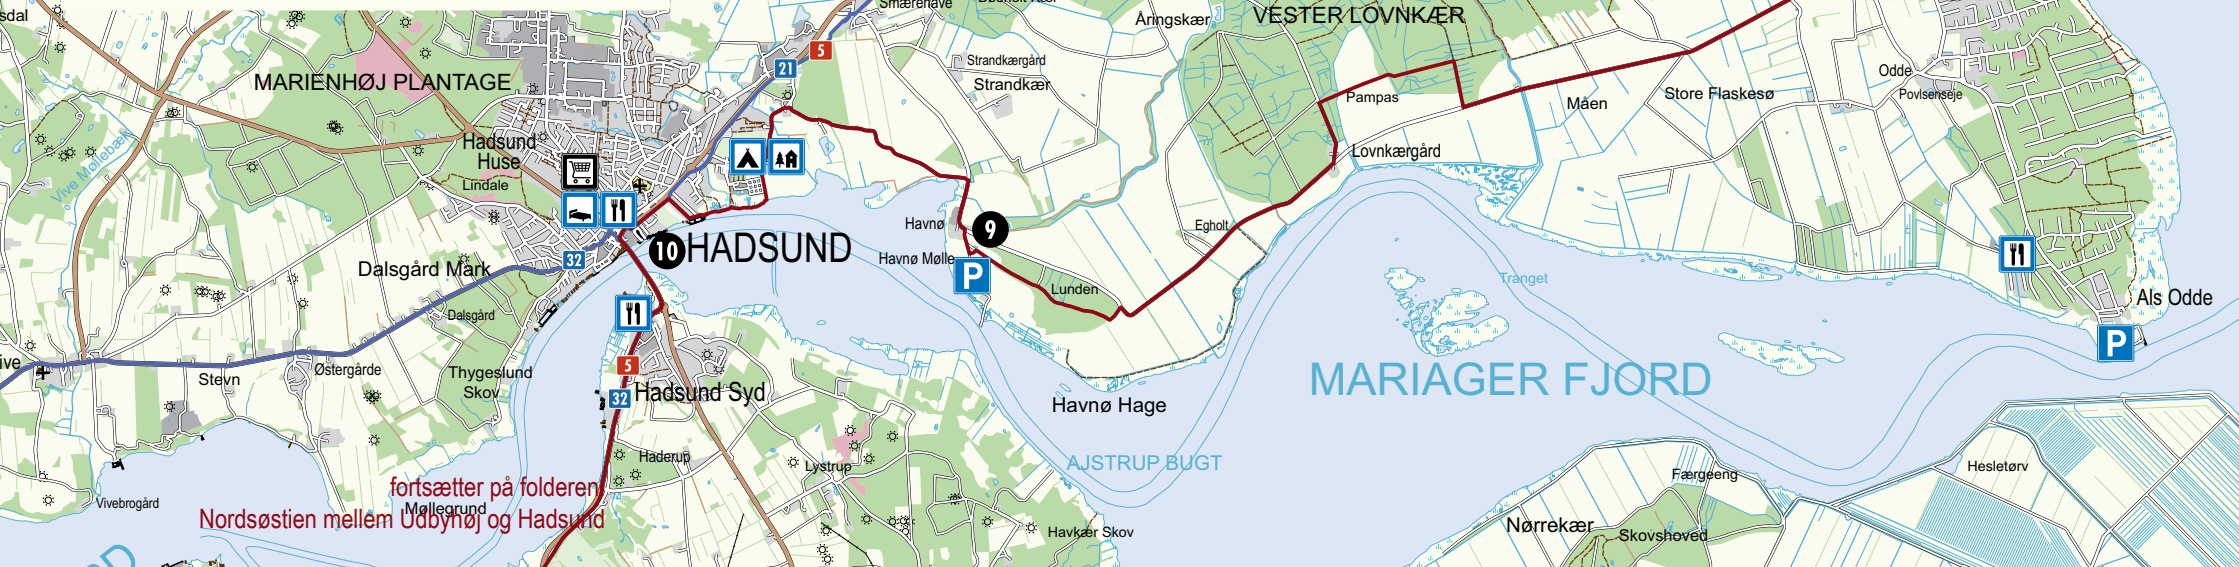 Smærehave
Åringskær
VESTER LOVNKÆR
5
21
Strandkærgård
Strandkær
MARIENHØJ PLANTAGE
Odde
Povlsenseje
Pampas
Måen
Store Flaskesø
Hadsund
Huse
Lindale
Lovnkærgård
Vive Møllebæk
Havnø
9
Egholt
Havnø Mølle
P
10 HADSUND
32
Dalsgård Mark
Lunden
Tranget
Als Odde
P
Dalsgård
5
32
Hadsund Syd
Stevn
Østergårde
Thygeslund
Skov
MARIAGER FJORD
Havnø Hage
AJSTRUP BUGT
Haderup
Lystrup
Færgeeng
Hesletørv
fortsætter på folderen
Nordsøstien mellem Udbyhøj og Hadsund
Vivebrogård
Møllegrund
Havkær Skov
Nørrekær
Skovshoved